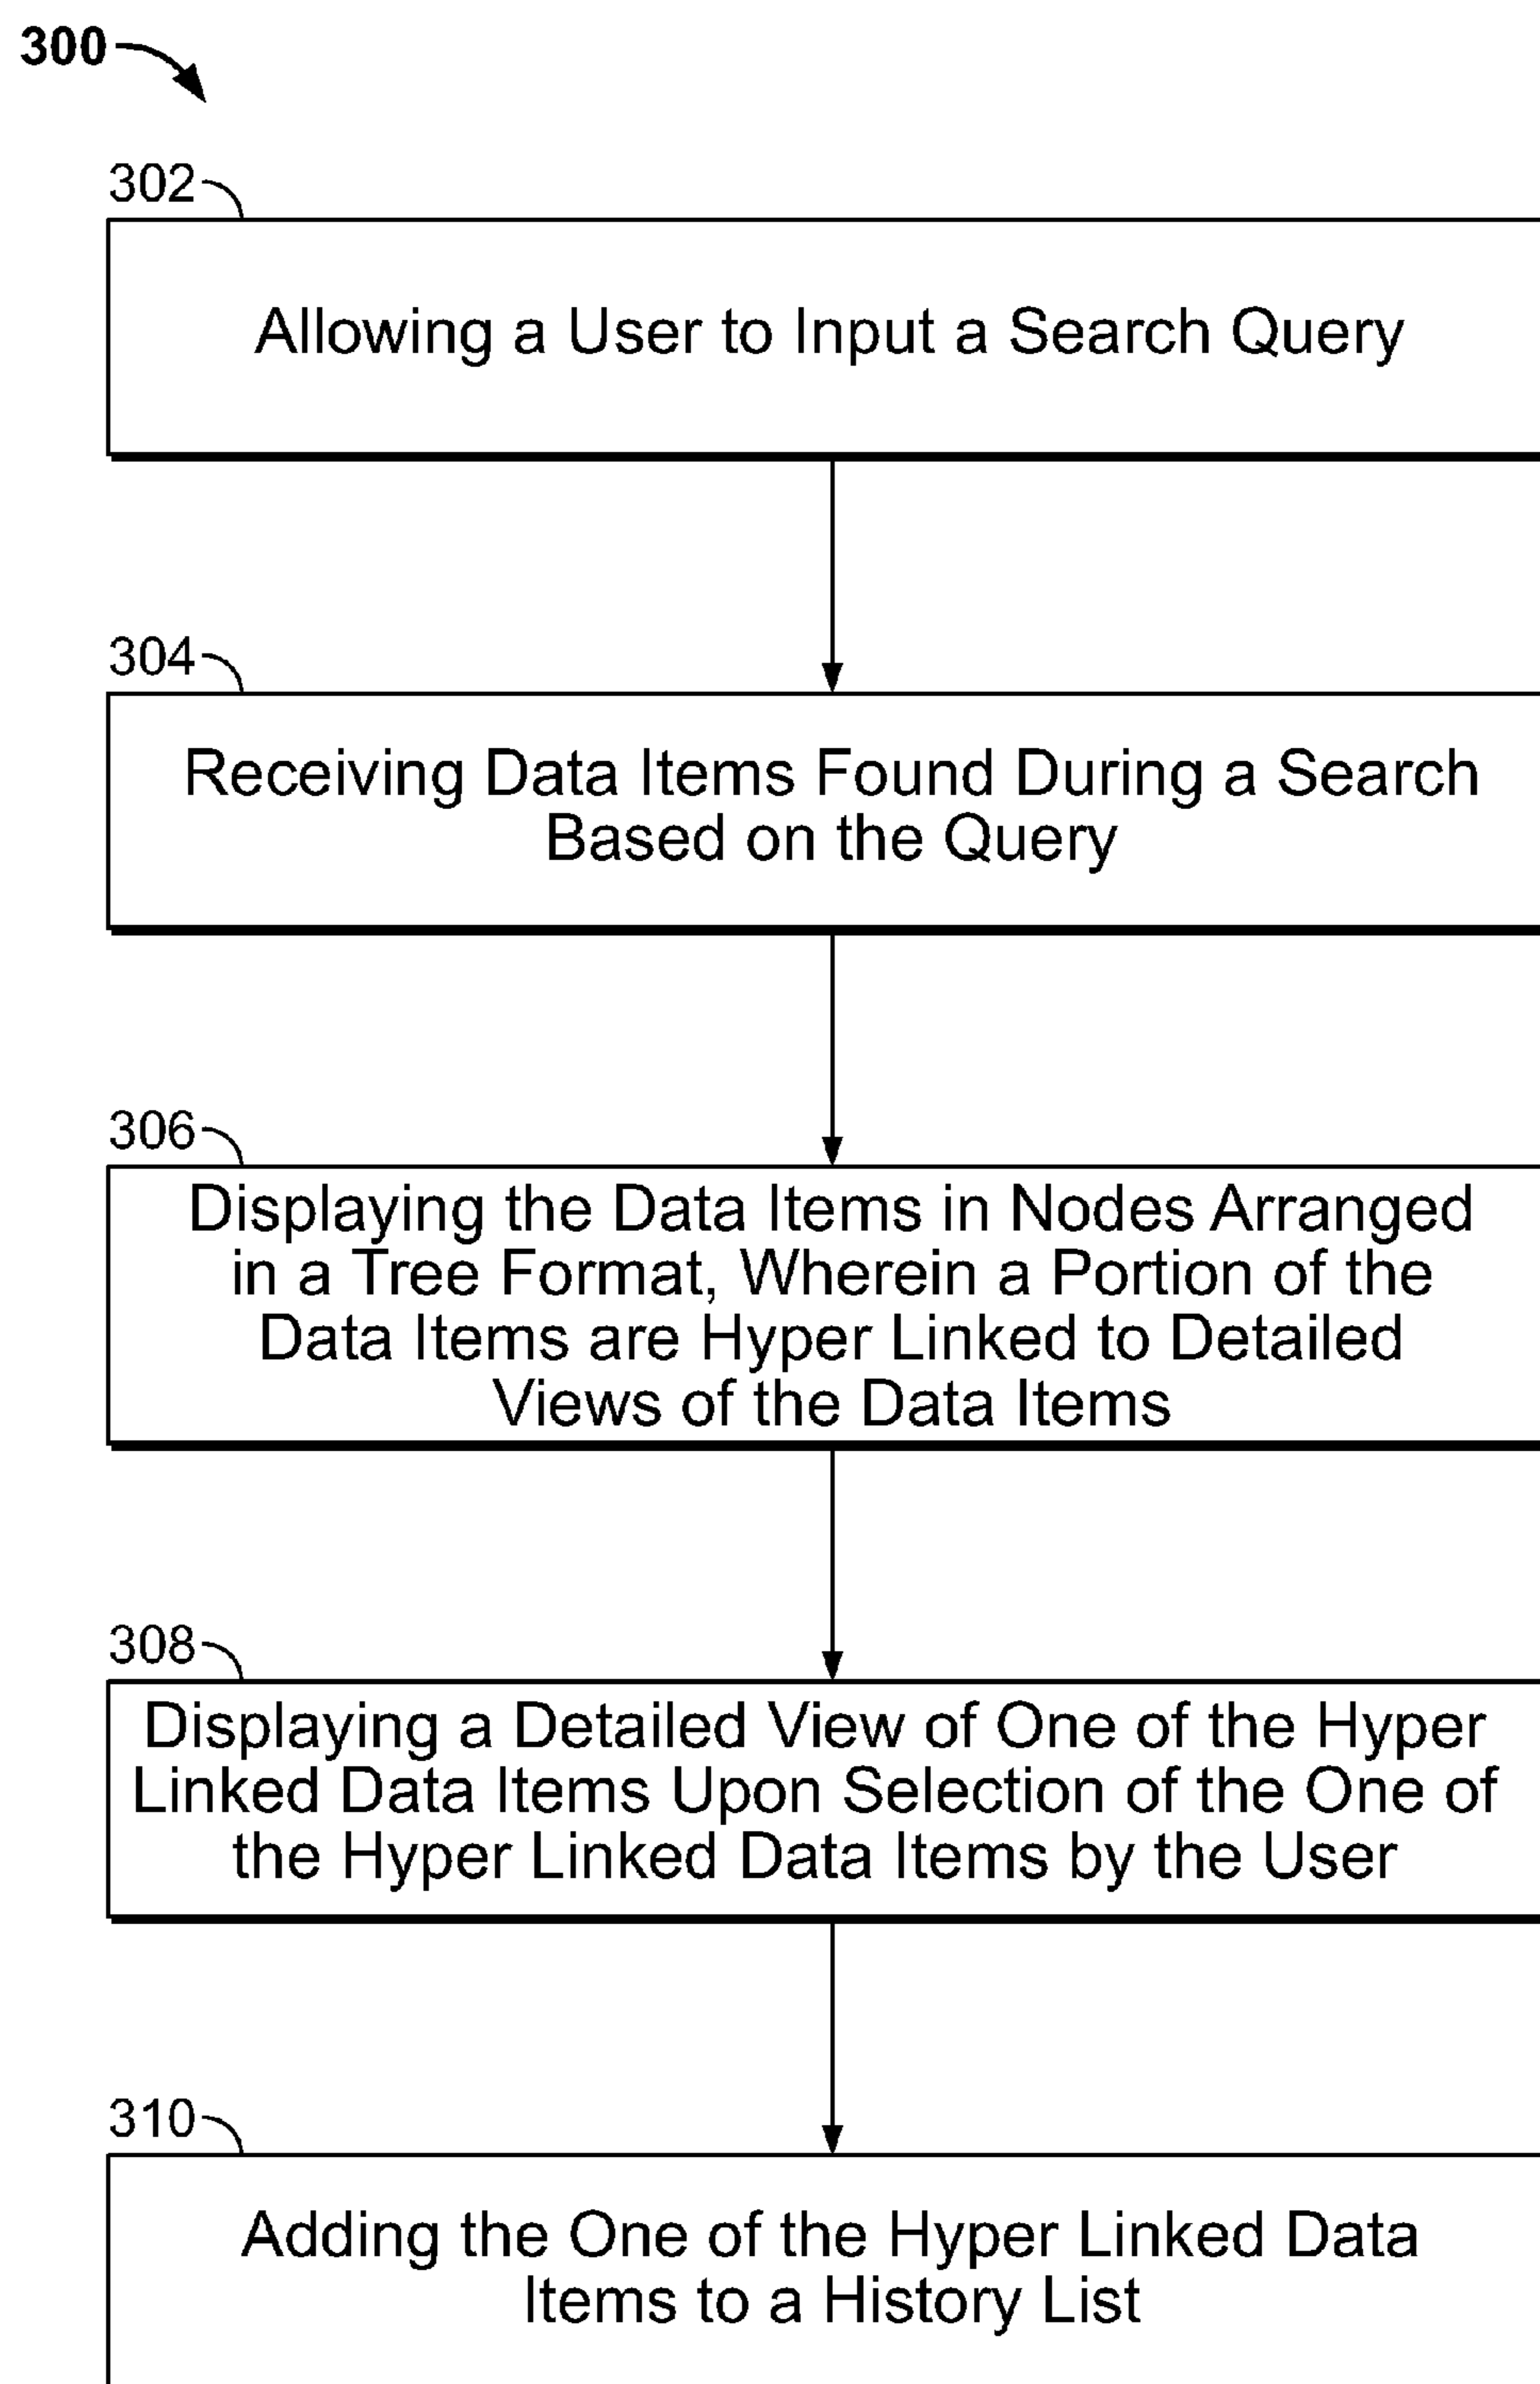 300
302
Allowing a User to Input a Search Query
304
Receiving Data Items Found During a Search
Based on the Query
306
Displaying the Data Items in Nodes Arranged
in a Tree Format, Wherein a Portion of the
Data Items are Hyper Linked to Detailed
Views of the Data Items
308
Displaying a Detailed View of One of the Hyper
Linked Data Items Upon Selection of the One of
the Hyper Linked Data Items by the User
310
Adding the One of the Hyper Linked Data
Items to a History List